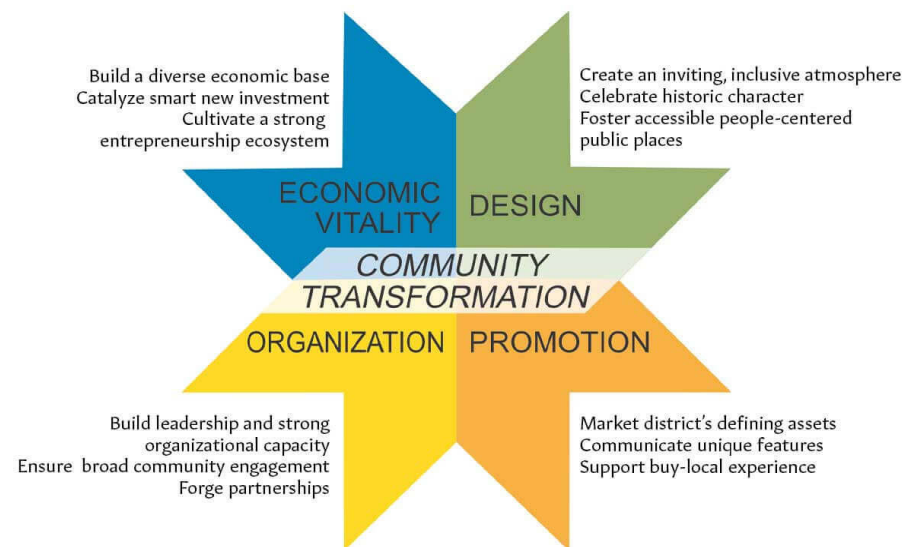 Build a diverse economic base
Catalyze smart new investment
Cultivate a strong
entrepreneurship ecosystem
Create an inviting, inclusive atmosphere
Celebrate historic character
Foster accessible people-centered
public places
ECONOMIC
VITALITY
DESIGN
COMMUNITY
TRANSFORMATION
ORGANIZATION
PROMOTION
Build leadership and strong
organizational capacity
Ensure broad community engagement
Forge partnerships
Market district's defining assets
Communicate unique features
Support buy-local experience